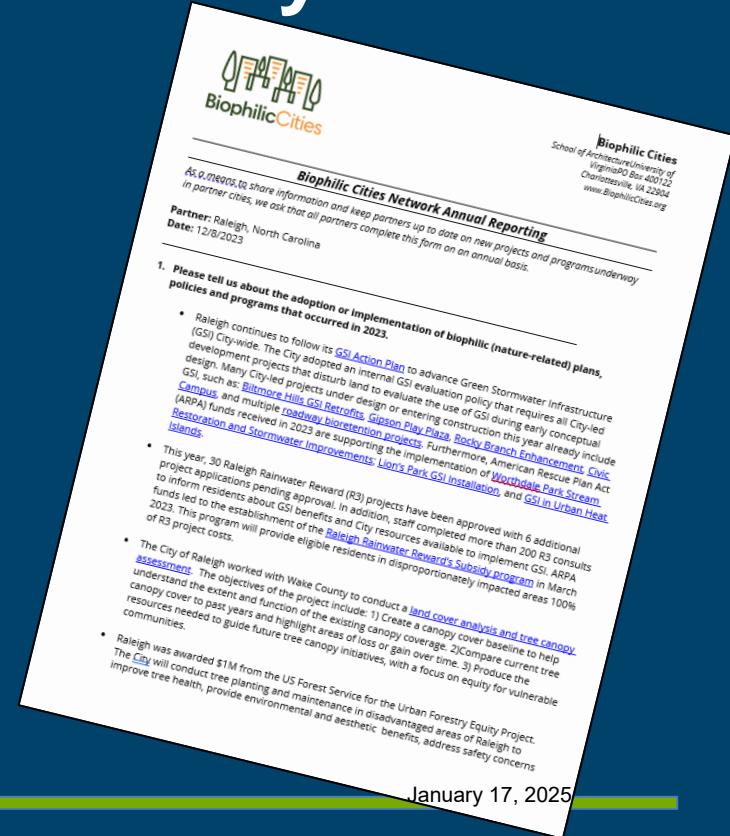 y
BiophilicCities
Biophilic Cities
School of ArchitectureUniversity of
VirginiaPO Box 400122
Charlottesville, VA 22904
www.BiophilicCities.org
Biophilic Cities Network Annual Reporting
As a means to share information and keep partners up to date on new projects and programsunderway
in partner cities, we ask that all partners complete this form on an annual basis.
Partner: Raleigh, North Carolina
Date: 12/8/2023
1. Please tell us about the adoption or implementation of biophilic (nature-related) plans,
policies and programs that occurred in 2023.
• Raleigh continues to follow its GSI Action Plan to advance Green Stormwater Infrastructure
(GSI) City-wide. The City adopted an internal GSI evaluation policy that requires all City-led
development projects that disturb land to evaluate the use of GSI during early conceptual
design. Many City-led projects under design or entering construction this year already include
GSI, such as: Biltmore Hills GSI Retrofits, Gipson Play Plaza, Rocky Branch Enhancement, Civic
Campus, and multiple roadway bioretention projects. Furthermore, American Rescue Plan Act
(ARPA) funds received in 2023 are supporting the implementation of Worthdale Park Stream
Restoration and Stormwater Improvements; Lion's Park GSI Installation, and GSI in Urban Heat
Islands.
• This year, 30 Raleigh Rainwater Reward (R3) projects have been approved with 6 additional
project applications pending approval. In addition, staff completed more than 200 R3 consults
to inform residents about GSI benefits and City resources available to implement GSI. ARPA
funds led to the establishment of the Raleigh Rainwater Reward's Subsidy program in March
2023. This program will provide eligible residents in disproportionately impacted areas 100%
of R3 project costs.
• The City of Raleigh worked with Wake County to conduct a land cover analysis and tree canopy
assessment. The objectives of the project include: 1) Create a canopy cover baseline to help
understand the extent and function of the existing canopy coverage. 2)Compare current tree
canopy cover to past years and highlight areas of loss or gain over time. 3) Produce the
resources needed to guide future tree canopy initiatives, with a focus on equity for vulnerable
communities.
• Raleigh was awarded $1M from the US Forest Service for the Urban Forestry Equity Project.
The City will conduct tree planting and maintenance in disadvantaged areas of Raleigh to
improve tree health, provide environmental and aesthetic benefits, address safety concerns
January 17, 2025